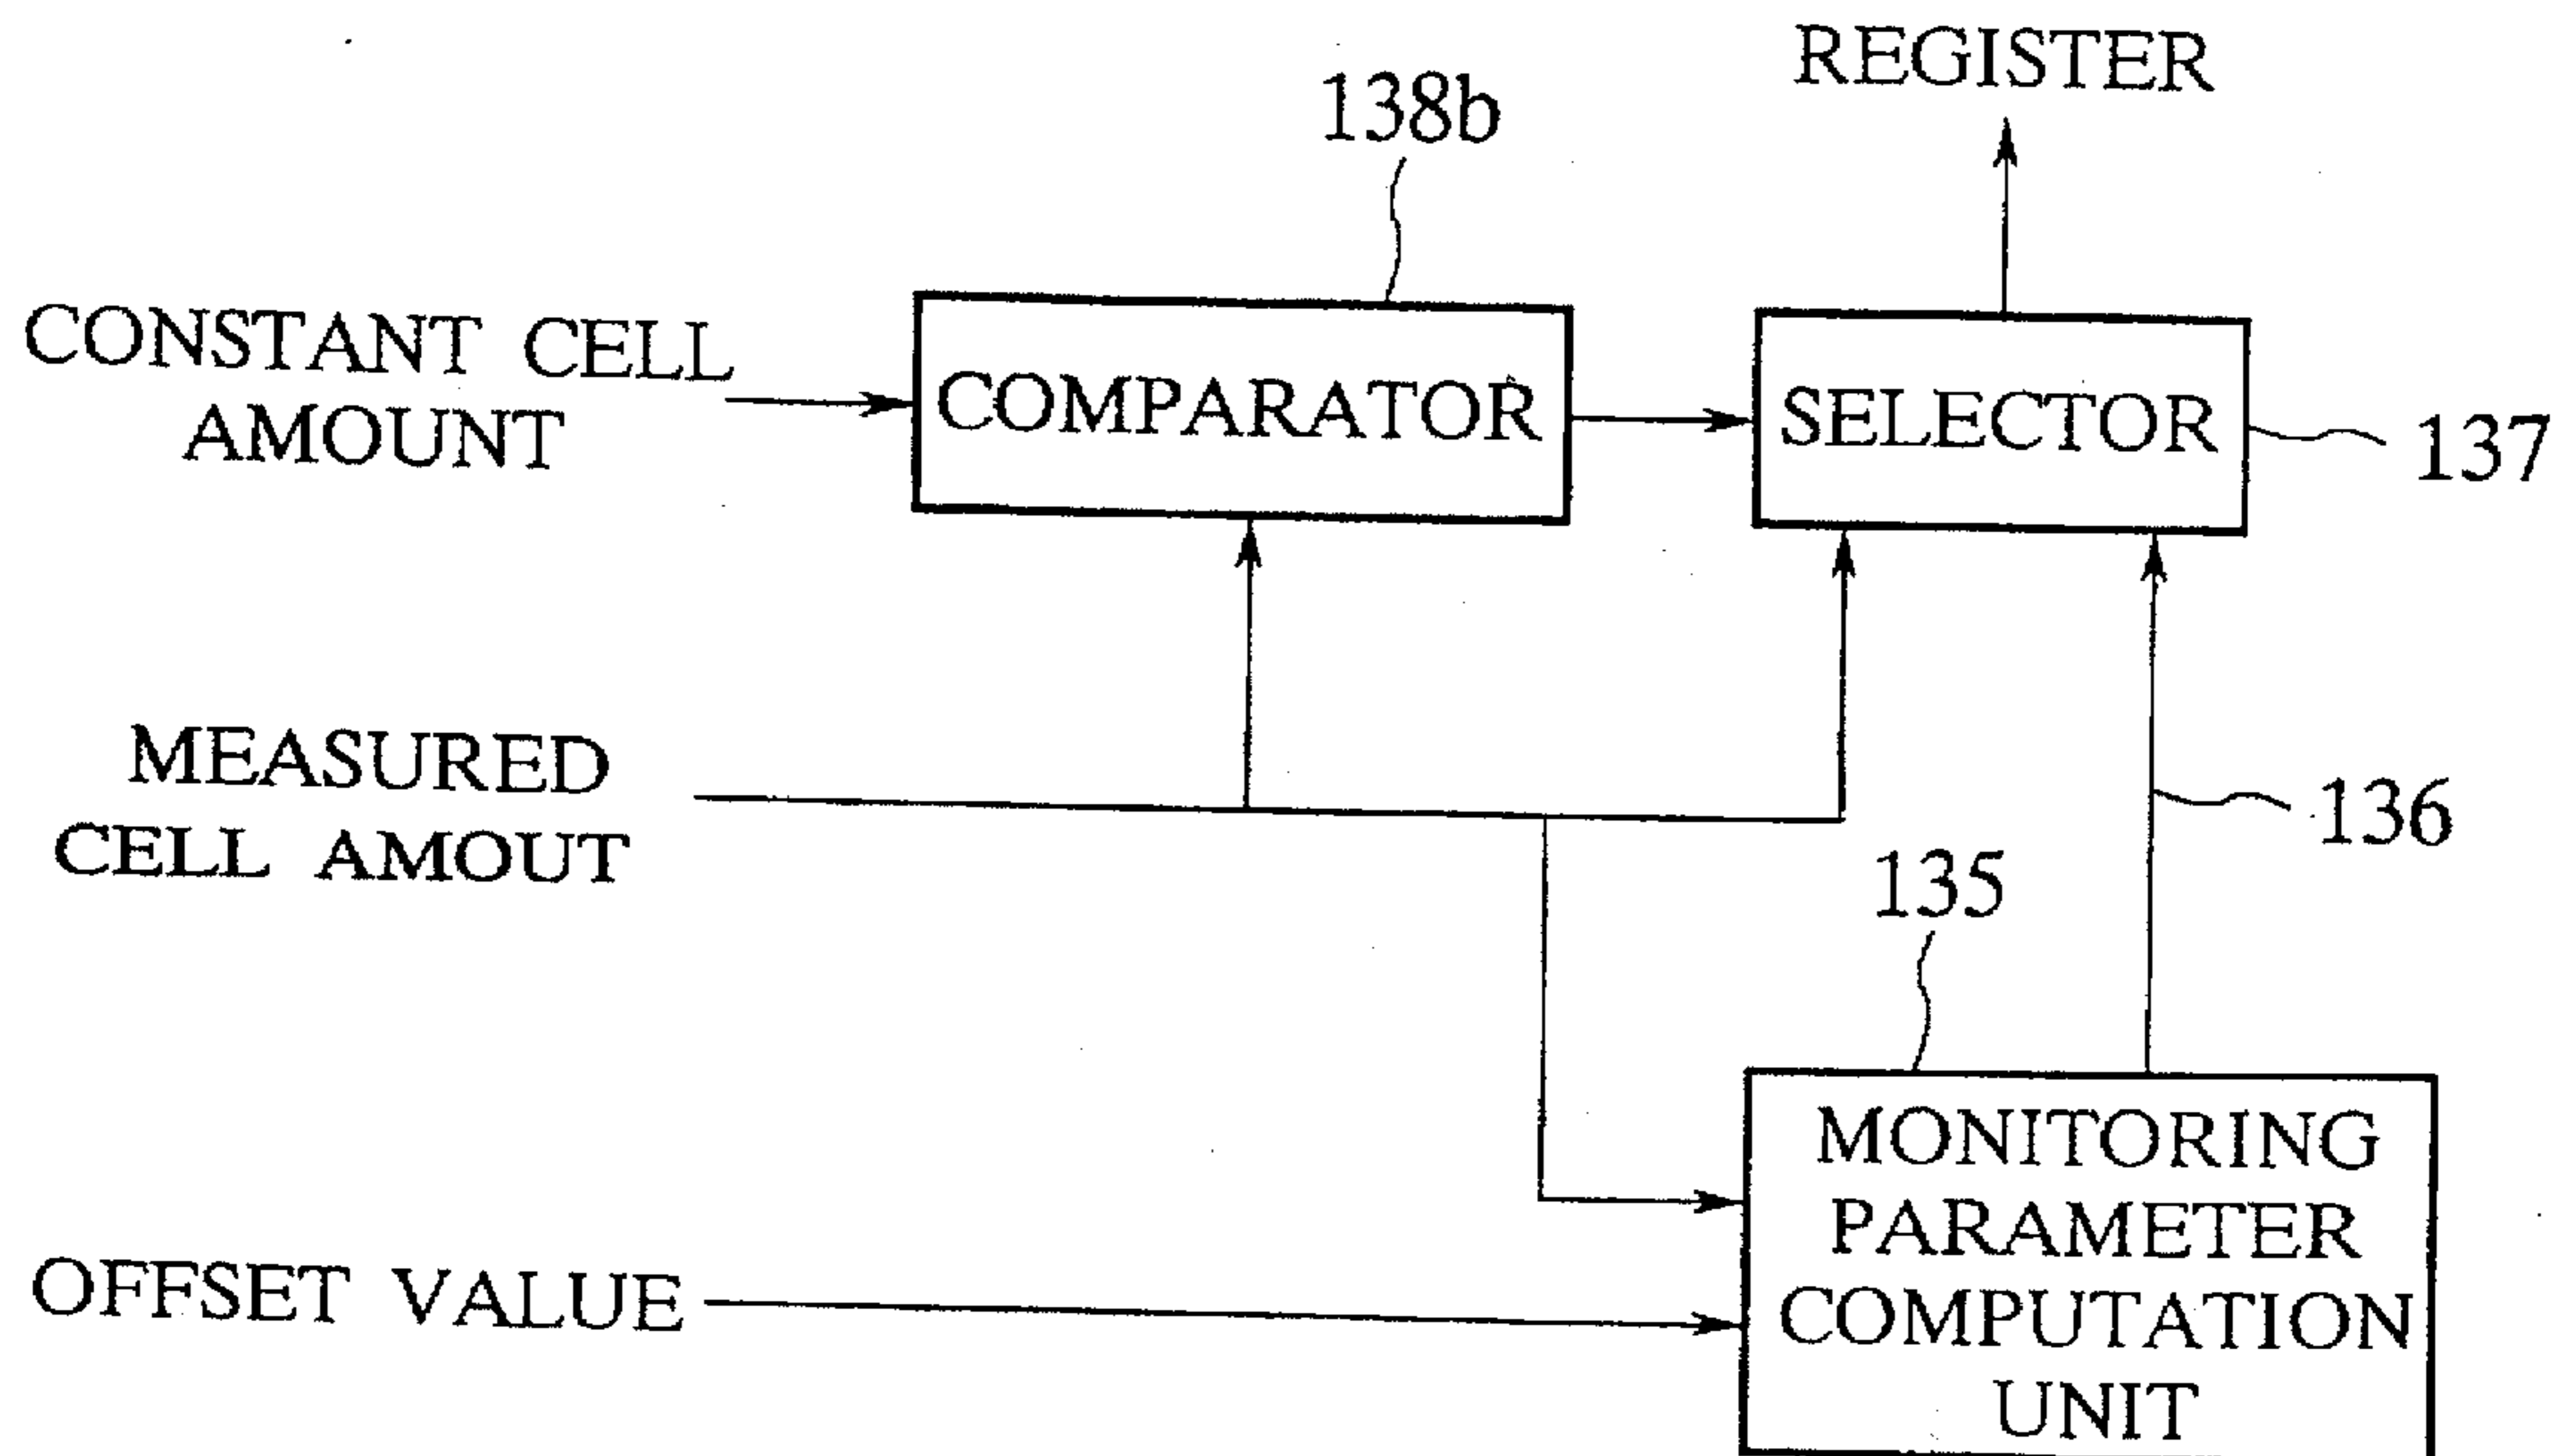 REGISTER
138b
CONSTANT CELL
AMOUNT
COMPARATOR
SELECTOR
137
MEASURED
CELL AMOUT
136
135
MONITORING
PARAMETER
COMPUTATION
UNIT
OFFSET VALUE